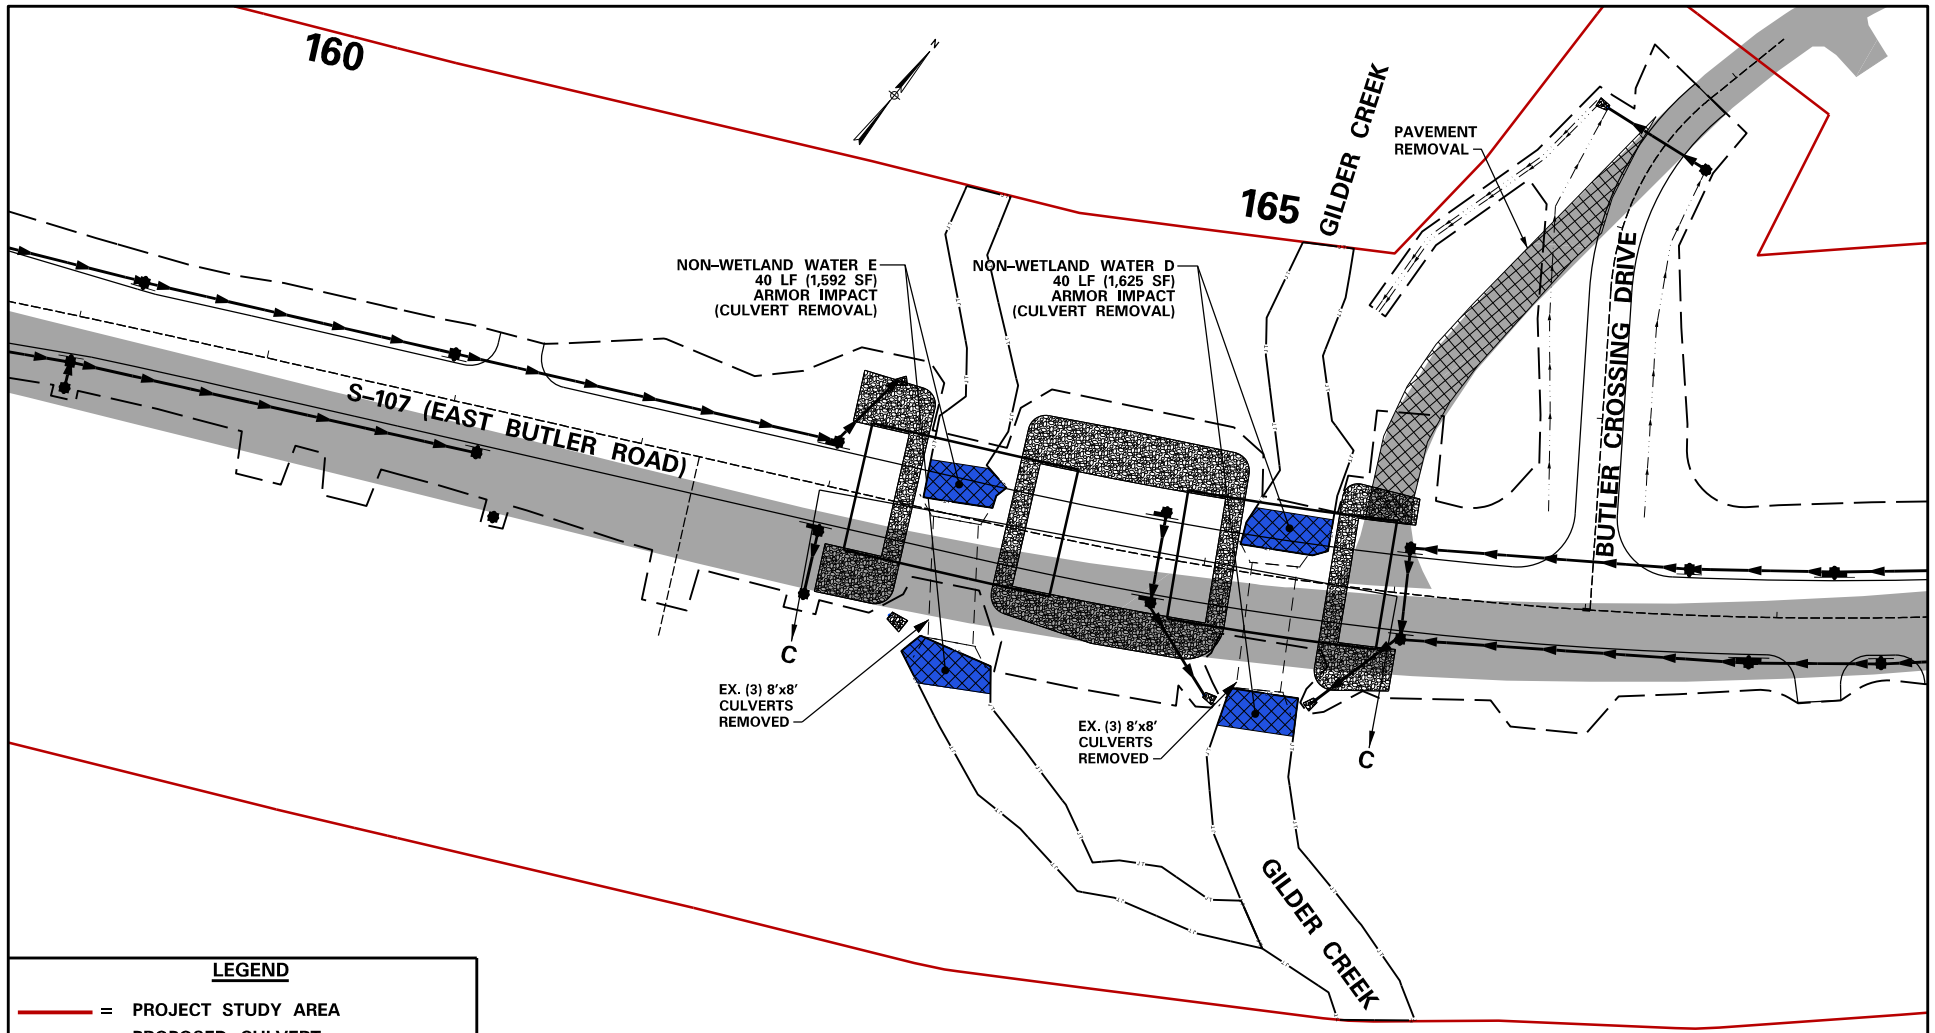 160
N
GILDER CREEK
165
PAVEMENT
REMOVAL
NON-WETLAND WATER E
40 LF (1,592 SF)
ARMOR IMPACT
(CULVERT REMOVAL)
NON-WETLAND WATER D
40 LF (1,625 SF)
ARMOR IMPACT
(CULVERT REMOVAL)
S-107 (EAST BUTLER ROAD)
BUTLER CROSSING DRIVE
C
EX. (3) 8'x8'
CULVERTS
REMOVED
EX. (3) 8'x8'
CULVERTS
REMOVED
C
GILDER CREEK
LEGEND
= PROJECT STUDY AREA
PROPOSED CULVERT